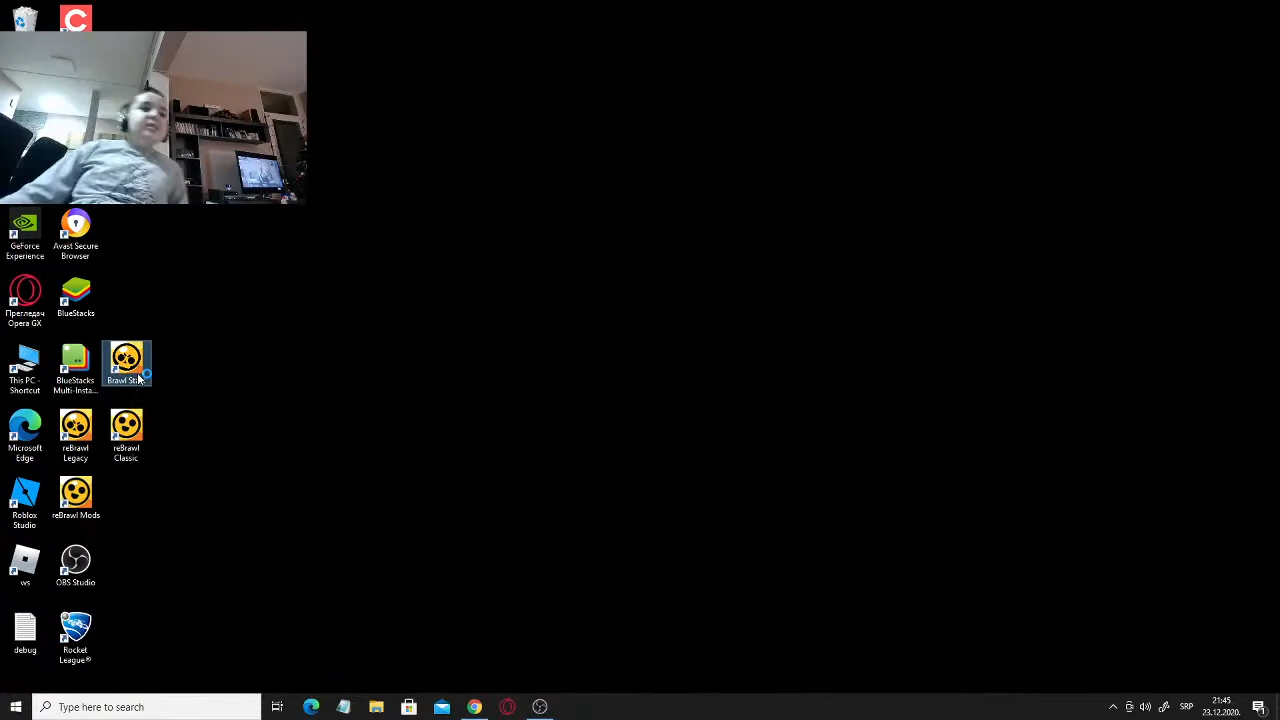 GeForce
Experience
Avast Secure
Browser
Прегледач
Opera GX
BlueStacks
This PC -
Shortcut
BlueStacks
Multi-Insta...
Brawl
Microsoft
Edge
reBrawl
Legacy
reBrawl
Classic
Roblox
Studio
reBrawl Mods
ws
OBS Studio
debug
Rocket
League®
Type here to search
SRP
21:45
23.12.2020.